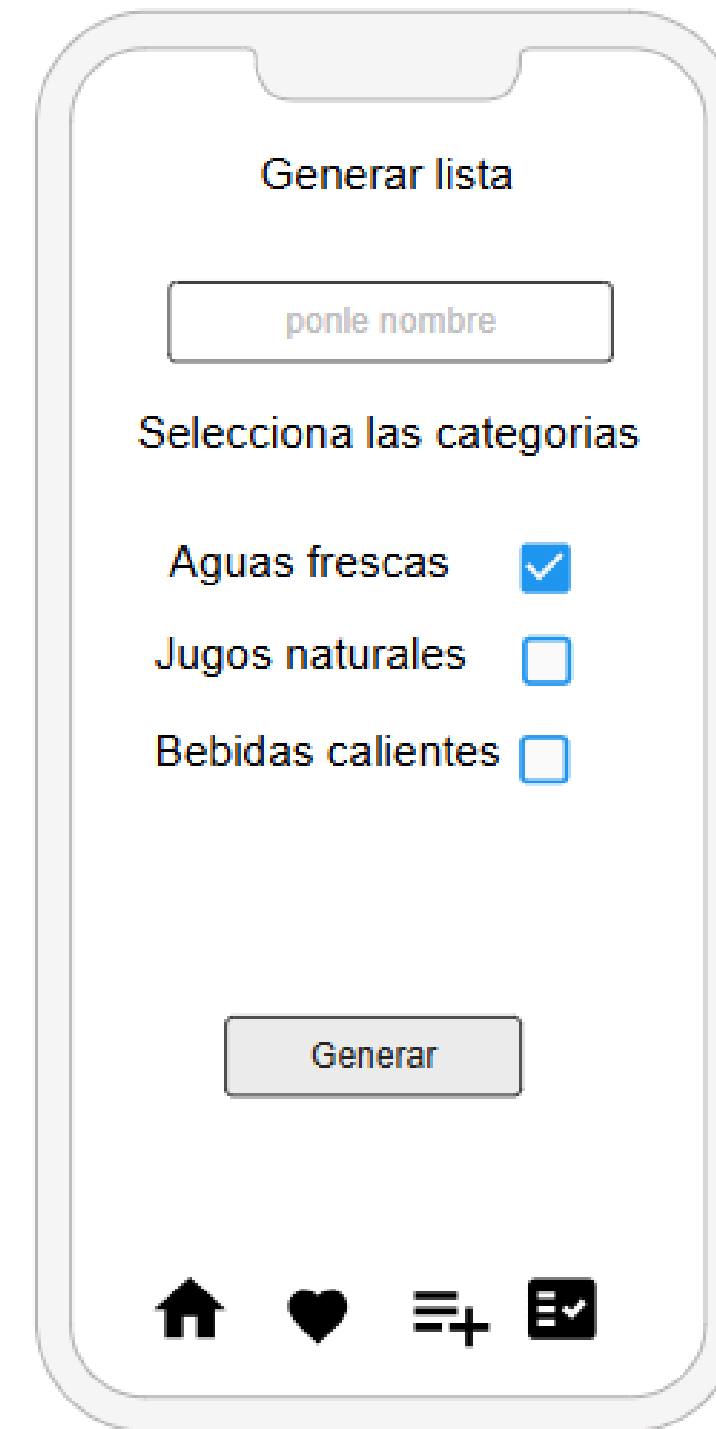 Generar lista
ponle nombre
Selecciona las categorias
Aguas frescas
Jugos naturales
Bebidas calientes
Generar